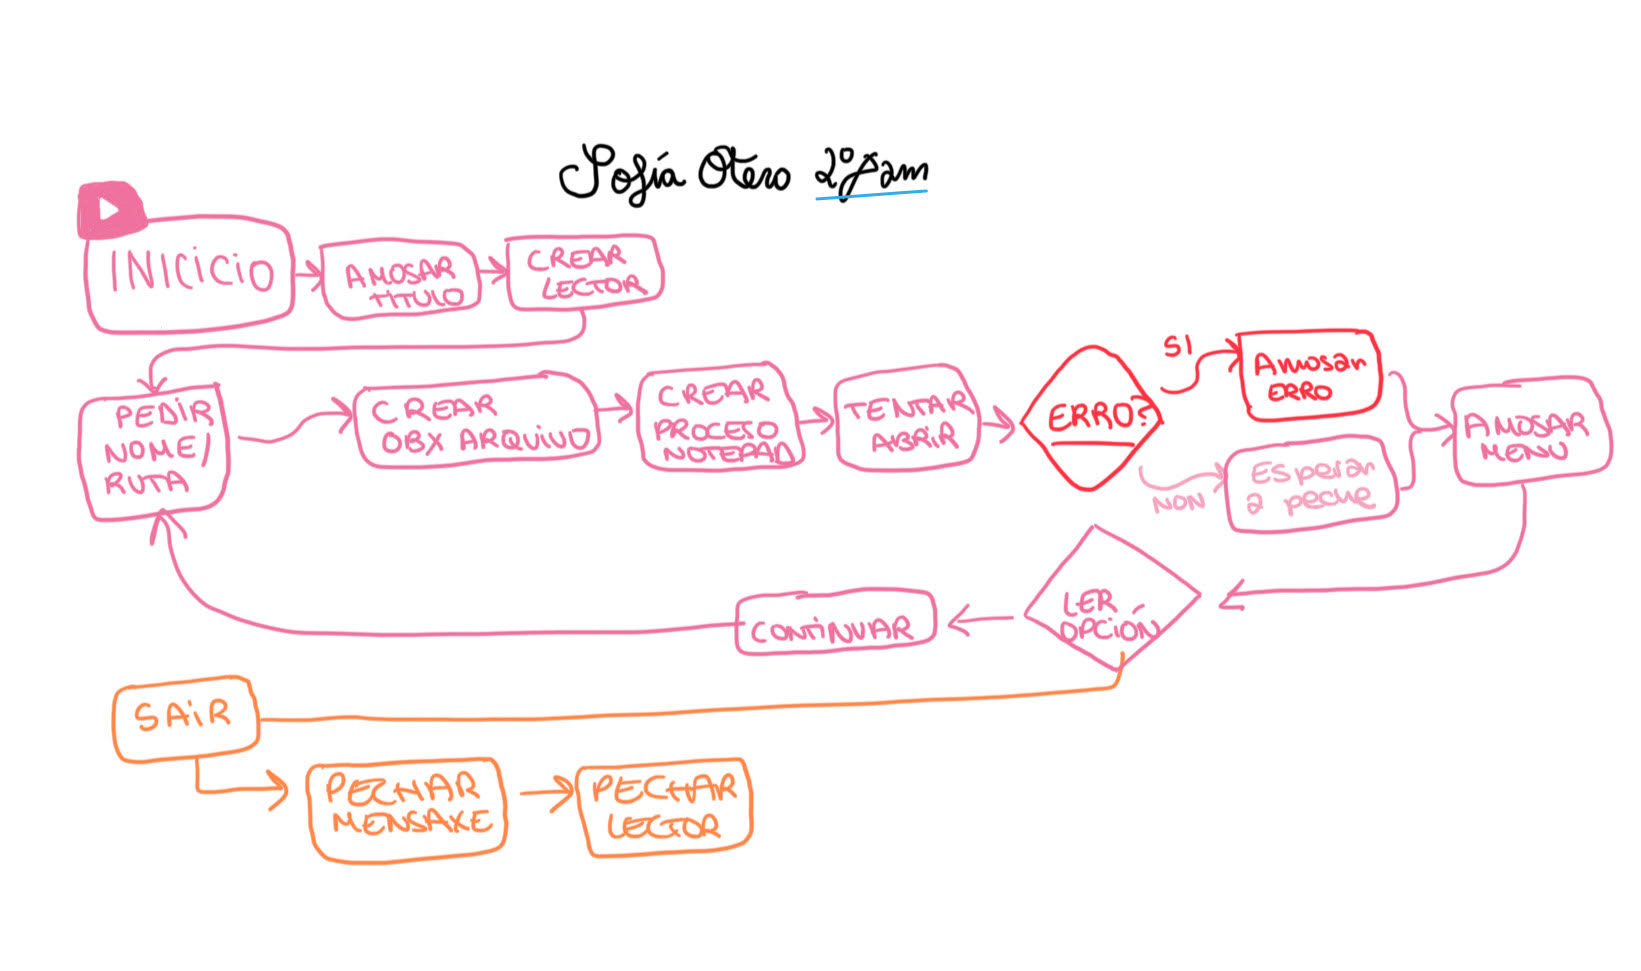 Sofía Otero 2ºDam
INICICIO
AMOSAR
TITULO
CREAR
LECTOR
PEDIR
NOME/
RUTA
CREAR
OBX ARQUIVO
CREAR
PROCESO
NOTEPAD
TENTAR
ABRIR
ERRO?
SI
Amosar
ERRO
NON
Esperar
a peche
AMOSAR
MENU
LER
OPCIÓN
CONTINUAR
SAIR
PECHAR
MENSAXE
PECHAR
LECTOR